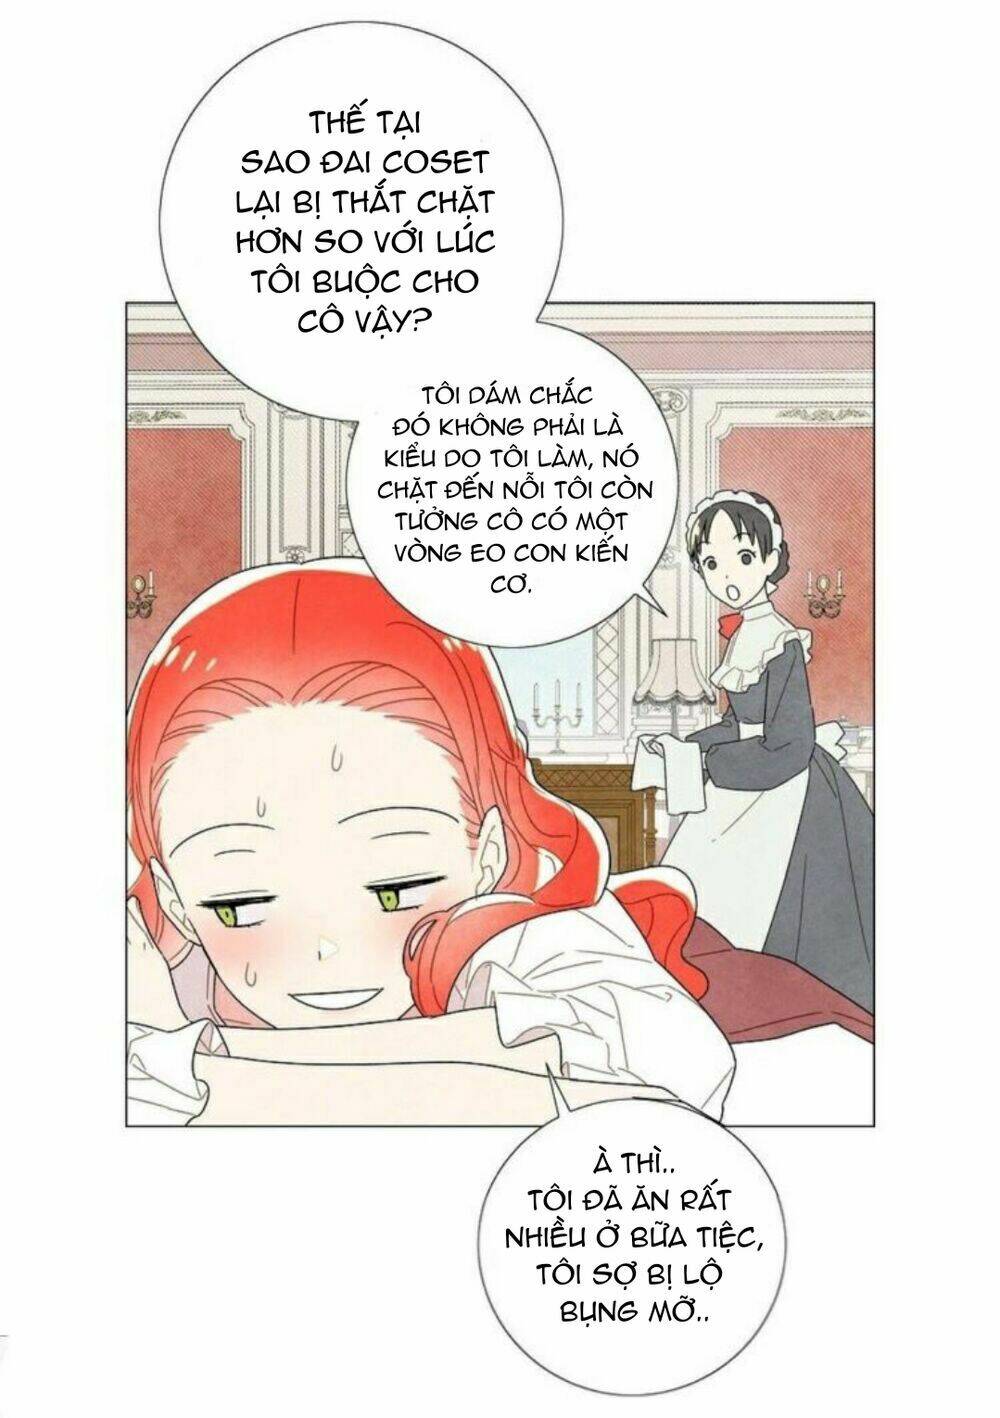 THẾ TẠI
SAO ĐAI COSET
LẠI BỊ THẮT CHẶT
HƠN SO VỚI LÚC
TÔI BUỘC CHO
CÔ VẬY?
TÔI DÁM CHẮC
ĐÓ KHÔNG PHẢI LÀ
KIỂU DO TÔI LÀM, NÓ
CHẶT ĐẾN NỖI TÔI CÒN
TƯỞNG CÔ CÓ MỘT
VÒNG EO CON KIẾN
CƠ.
À THÌ..
TÔI ĐÃ ĂN RẤT
NHIỀU Ở BỮA TIỆC,
TÔI SỢ BỊ LỘ
BỤNG MỠ..